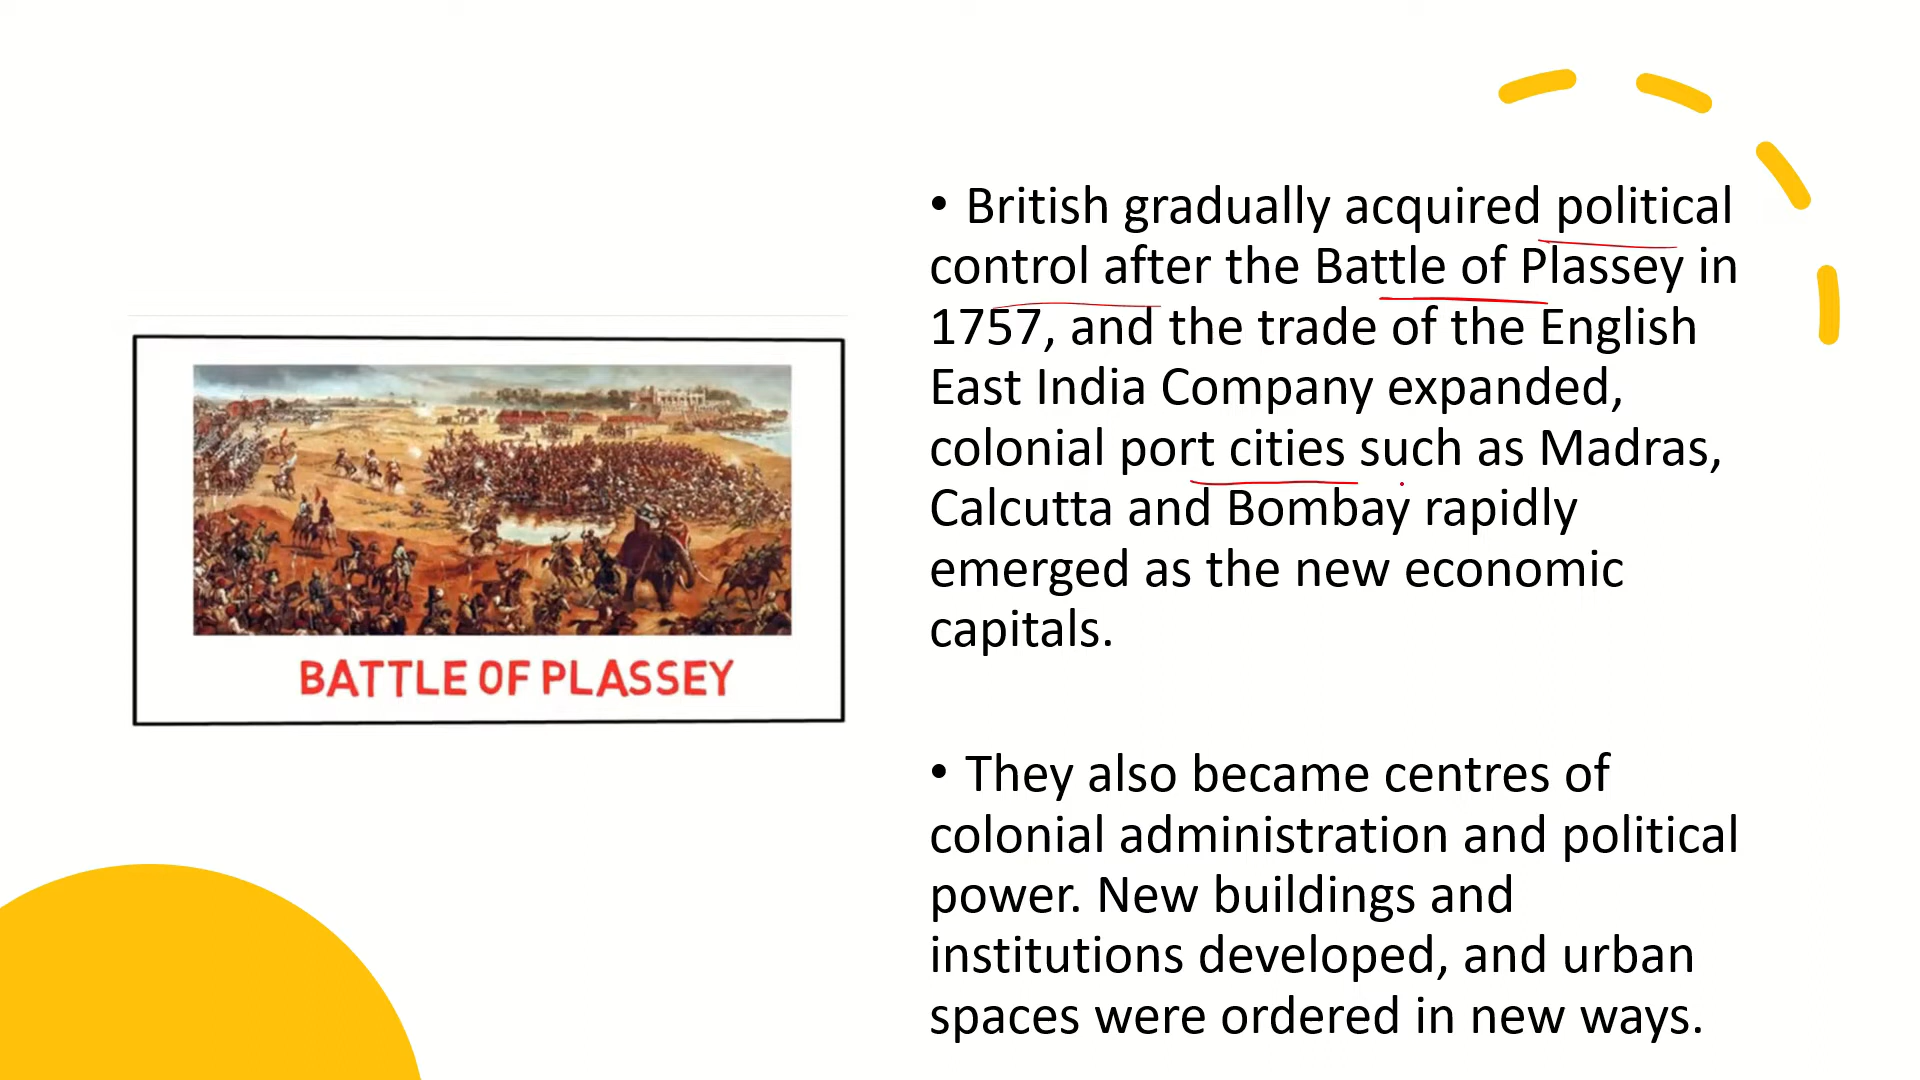 BATTLE OF PLASSEY
• British gradually acquired political
control after the Battle of Plassey in
1757, and the trade of the English
East India Company expanded,
colonial port cities such as Madras,
Calcutta and Bombay rapidly
emerged as the new economic
capitals.
• They also became centres of
colonial administration and political
power. New buildings and
institutions developed, and urban
spaces were ordered in new ways.